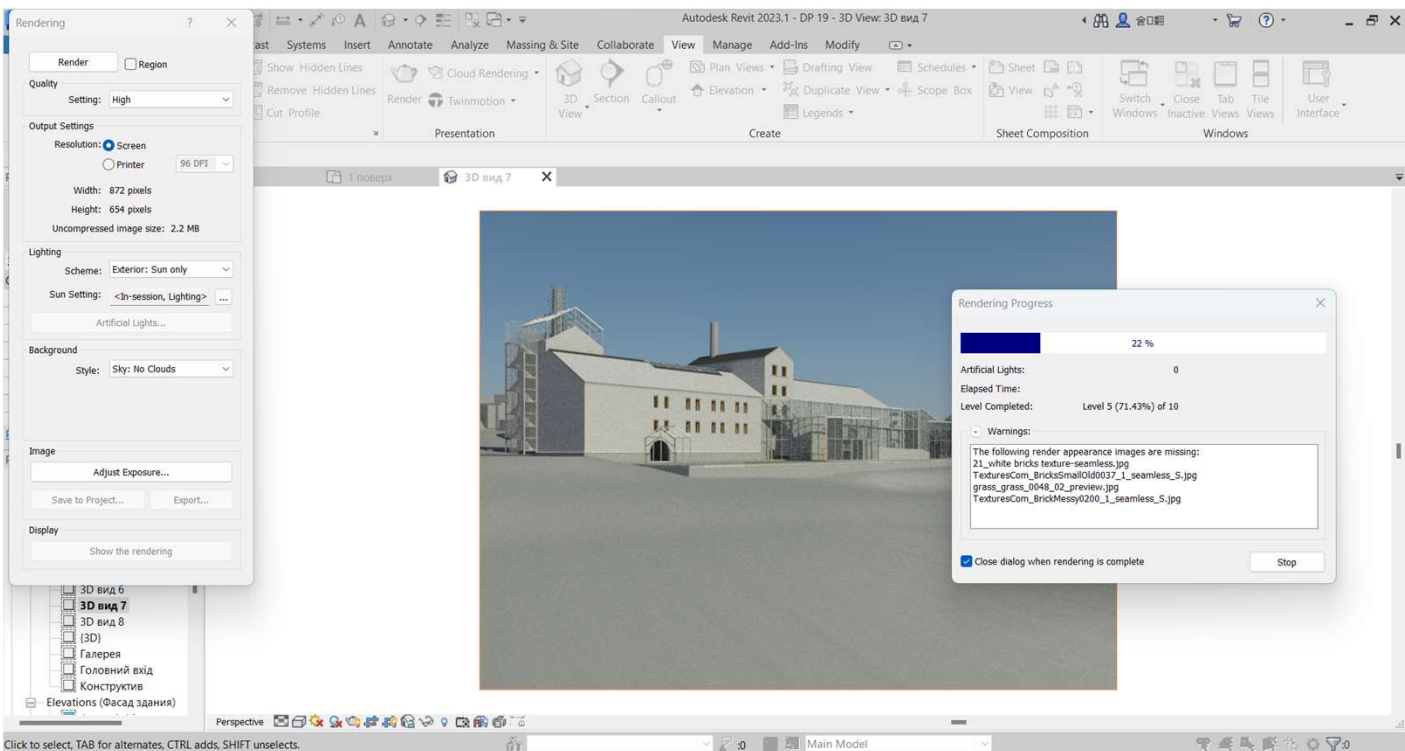 Autodesk Revit 2023.1 - DP 19 - 3D View: 3D вид 7
Rendering
Systems Insert Annotate Analyze Massing & Site Collaborate View Manage Add-Ins Modify
Render
Region
Quality
Setting: High
Output Settings
Resolution: Screen
Printer 96 DPI
Width: 872 pixels
Height: 654 pixels
Uncompressed image size: 2.2 MB
Lighting
Scheme: Exterior: Sun only
Sun Setting: <In-session, Lighting> ...
Artificial Lights...
Background
Style: Sky: No Clouds
Image
Adjust Exposure...
Save to Project... Export...
Display
Show the rendering
Show Hidden Lines
Remove Hidden Lines
Cut Profile
Render
Cloud Rendering
Twinmotion
Presentation
3D View
Section
Callout
Plan Views
Elevation
Drafting View
Duplicate View
Legends
Schedules
Scope Box
Create
Sheet
View
Sheet Composition
Switch Windows
Close Inactive
Tab Views
Tile Views
User Interface
Windows
1 поверх
3D вид 7
Rendering Progress
22 %
Artificial Lights: 0
Elapsed Time:
Level Completed: Level 5 (71.43%) of 10
Warnings:
The following render appearance images are missing:
21_white bricks texture-seamless.jpg
TexturesCom_BricksSmallOld0037_1_seamless_S.jpg
grass_grass_0048_02_preview.jpg
TexturesCom_BrickMessy0200_1_seamless_S.jpg
Close dialog when rendering is complete
Stop
3D вид 6
3D вид 7
3D вид 8
{3D}
Галерея
Головний вхід
Конструктив
Elevations (Фасад здания)
Perspective
Click to select, TAB for alternates, CTRL adds, SHIFT unselects.
:0
Main Model
:0